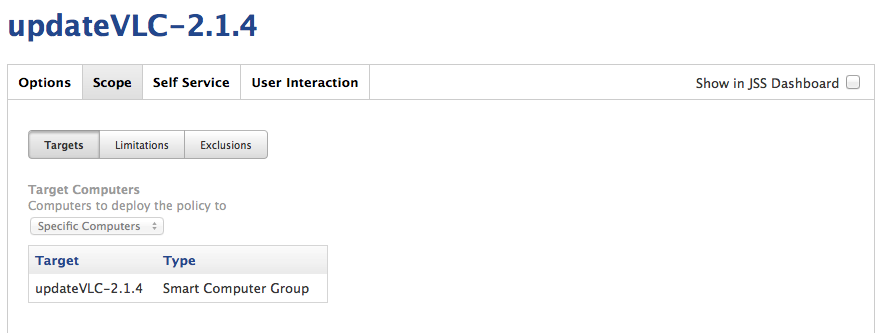 updateVLC-2.1.4
Options Scope Self Service User Interaction Show in JSS Dashboard
Targets Limitations Exclusions
Target Computers
Computers to deploy the policy to
Specific Computers
Target Type
updateVLC-2.1.4 Smart Computer Group